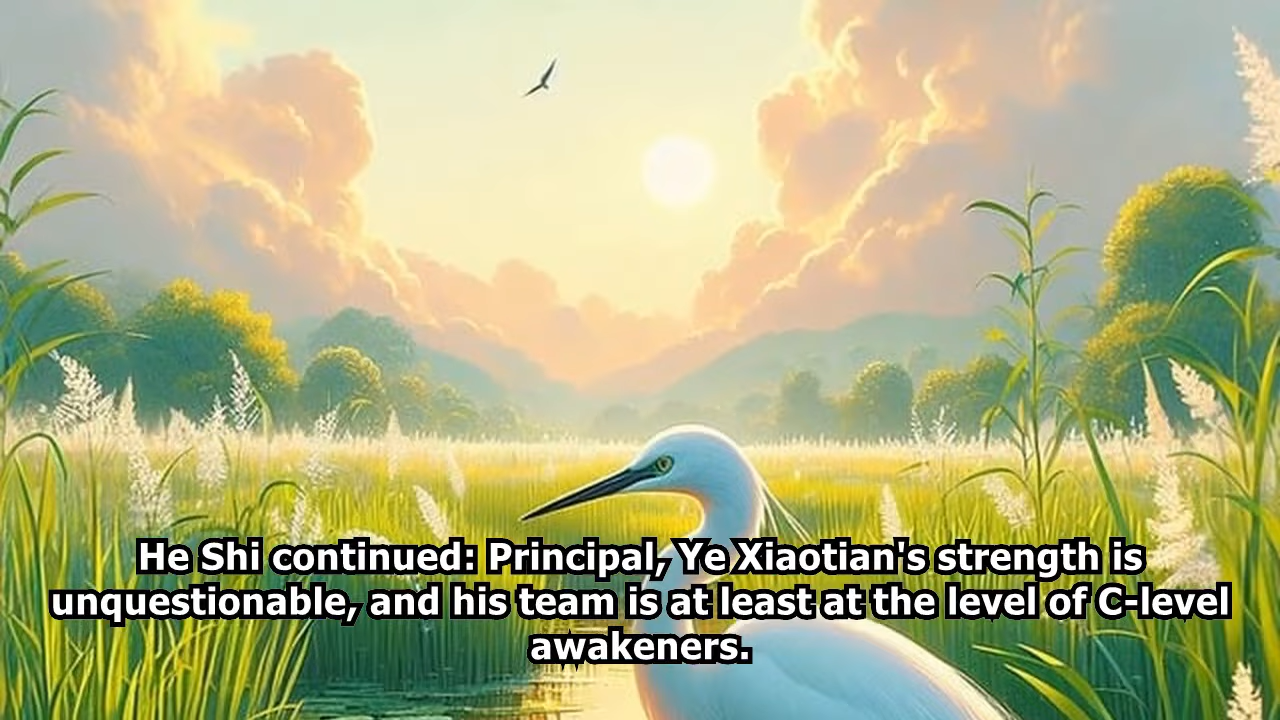 He Shi continued: Principal, Ye Xiaotian's strength is
unquestionable, and his team is at least at the level of C-level
awakeners.